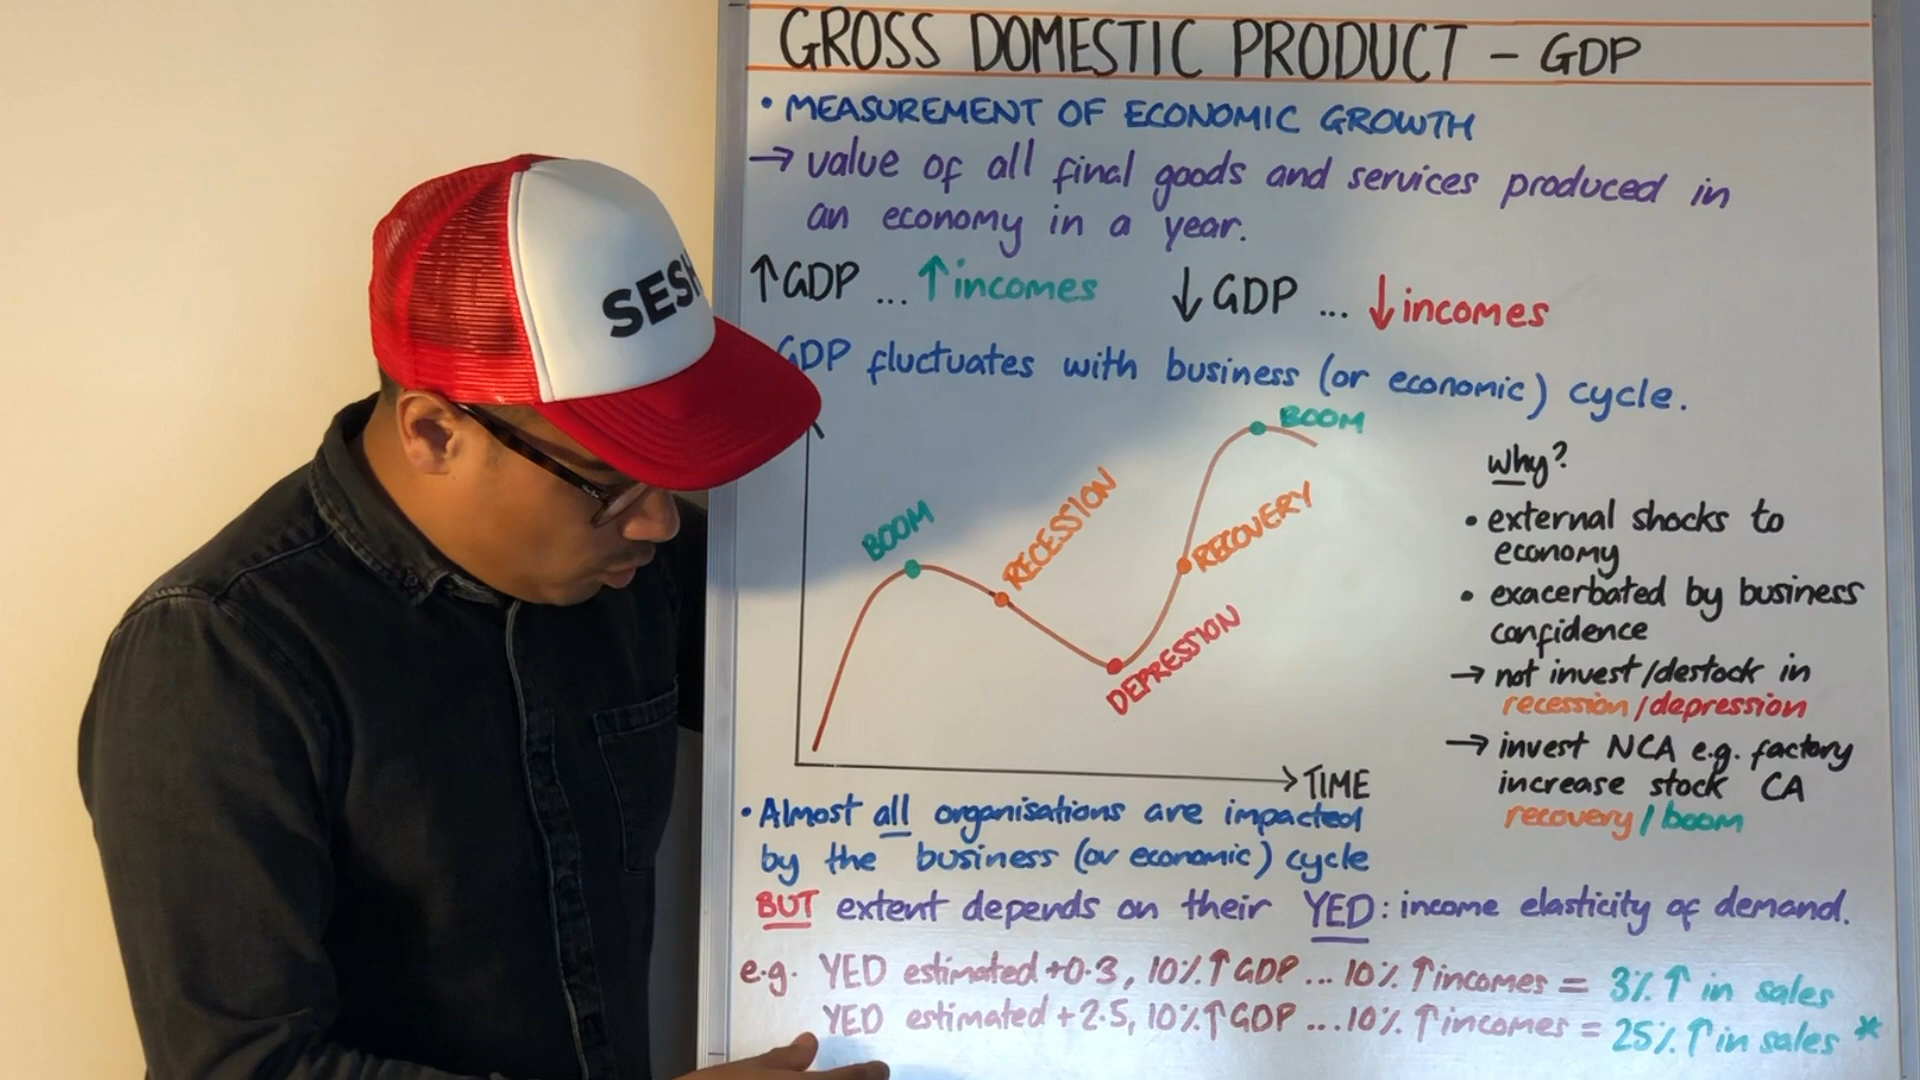 GROSS DOMESTIC PRODUCT - GDP
• MEASUREMENT OF ECONOMIC GROWTH
→ value of all final goods and services produced in
an economy in a year.
↑GDP ... ↑incomes ↓GDP ... ↓incomes
GDP fluctuates with business (or economic) cycle.
SESH
BOOM
RECESSION
DEPRESSION
RECOVERY
BOOM
TIME
why?
• external shocks to
economy
• exacerbated by business
confidence
→ not invest/destock in
recession/depression
→ invest NCA e.g. factory
increase stock CA
recovery/boom
• Almost all organisations are impacted
by the business (or economic) cycle
BUT extent depends on their YED: income elasticity of demand.
e.g. YED estimated +0.3, 10% ↑ GDP ... 10% ↑ incomes = 3% ↑ in sales
YED estimated +2.5, 10% ↑ GDP ... 10% ↑ incomes = 25% ↑ in sales *